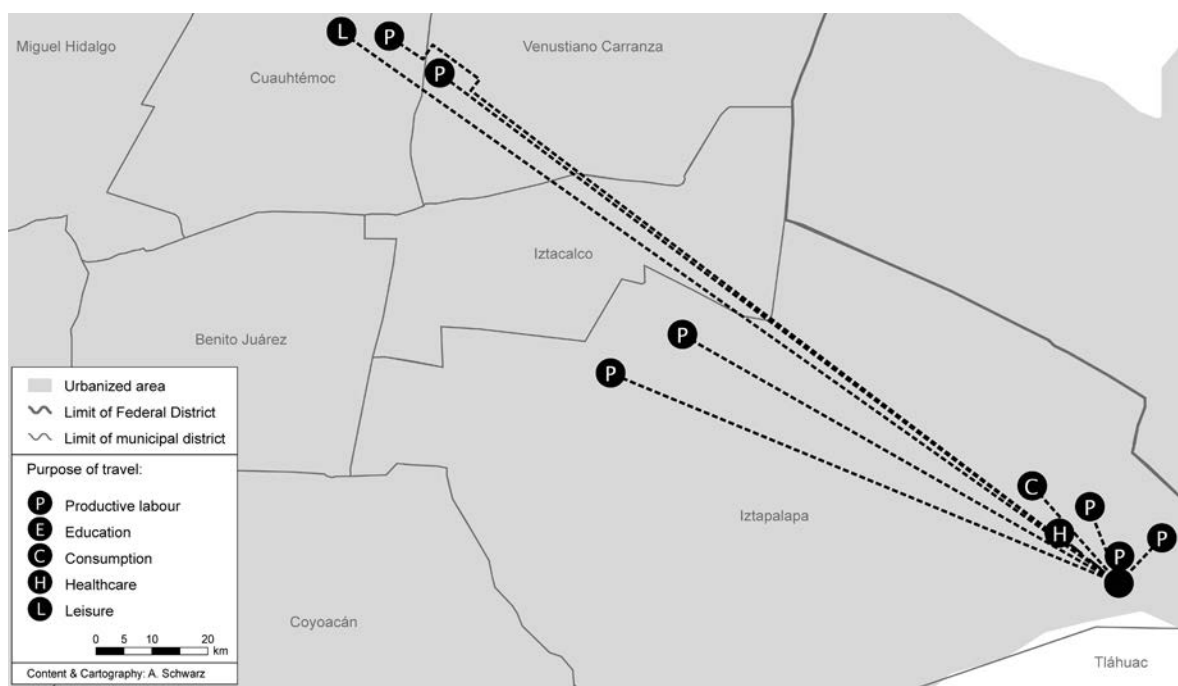 L
P
Miguel Hidalgo
Venustiano Carranza
P
Cuauhtémoc
Iztacalco
P
Benito Juárez
P
Urbanized area
Limit of Federal District
Limit of municipal district
Purpose of travel:
P Productive labour
E Education
C Consumption
H Healthcare
L Leisure
0 5 10 20
km
Content & Cartography: A. Schwarz
C
P
Iztapalapa
H
P
P
Coyoacán
Tláhuac